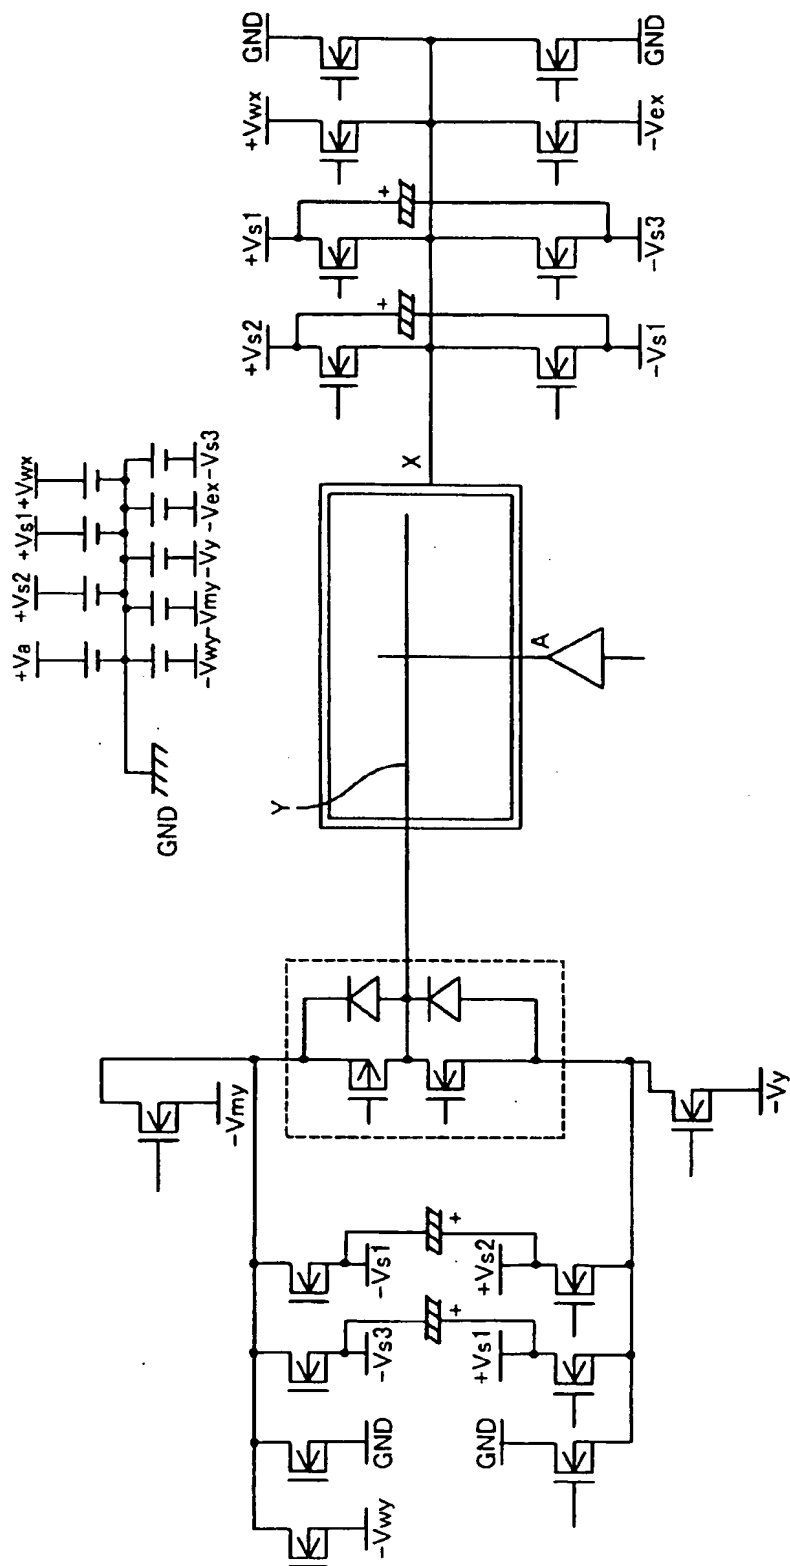 GND
+Vwx
+Vs1
+
+Vs2
+
GND
-Vex
-Vs3
-Vs1
X
+Va
+Vs2
+Vs1
+Vwx
-Vwy
-Vmy
-Vy
-Vex
-Vs3
GND
Y
A
-Vmy
-Vy
-Vs1
+
+Vs2
-Vs3
+
+Vs1
GND
GND
-Vwy